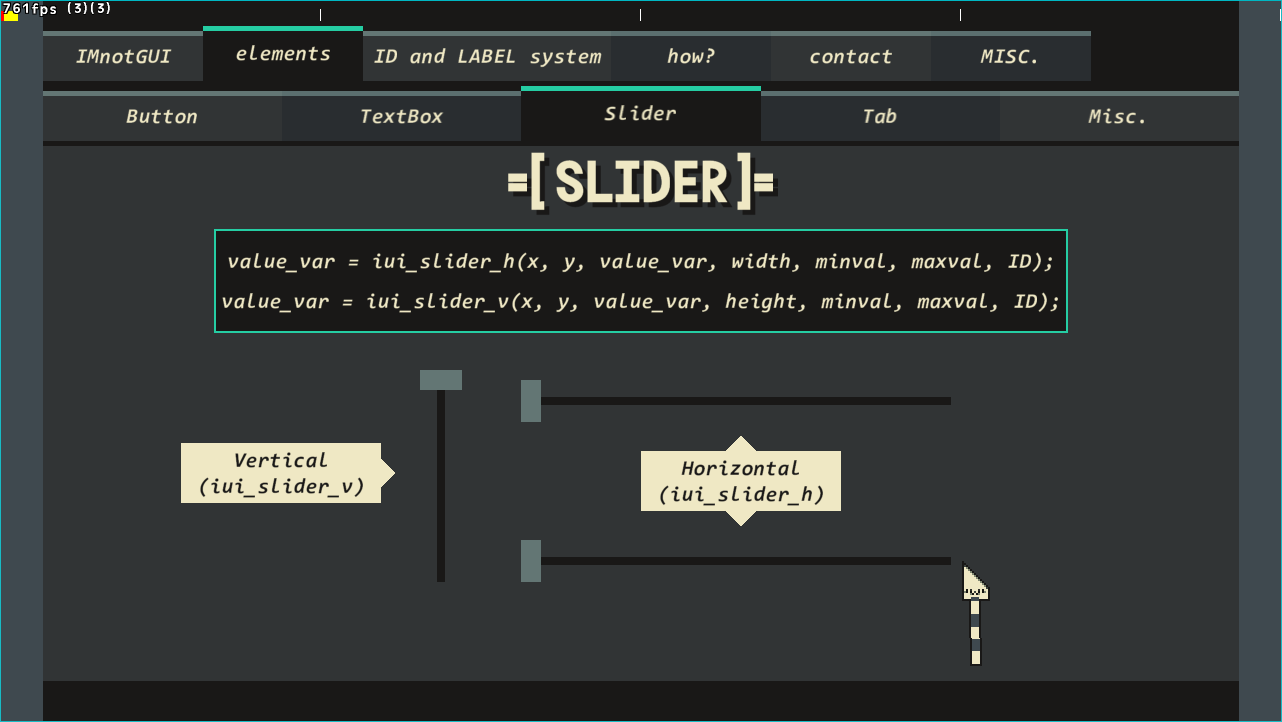 761fps (3)(3)
IMnotGUI elements ID and LABEL system how? contact MISC.
Button TextBox Slider Tab Misc.
=[SLIDER]=
value_var = iui_slider_h(x, y, value_var, width, minval, maxval, ID);
value_var = iui_slider_v(x, y, value_var, height, minval, maxval, ID);
Vertical
(iui_slider_v)
Horizontal
(iui_slider_h)